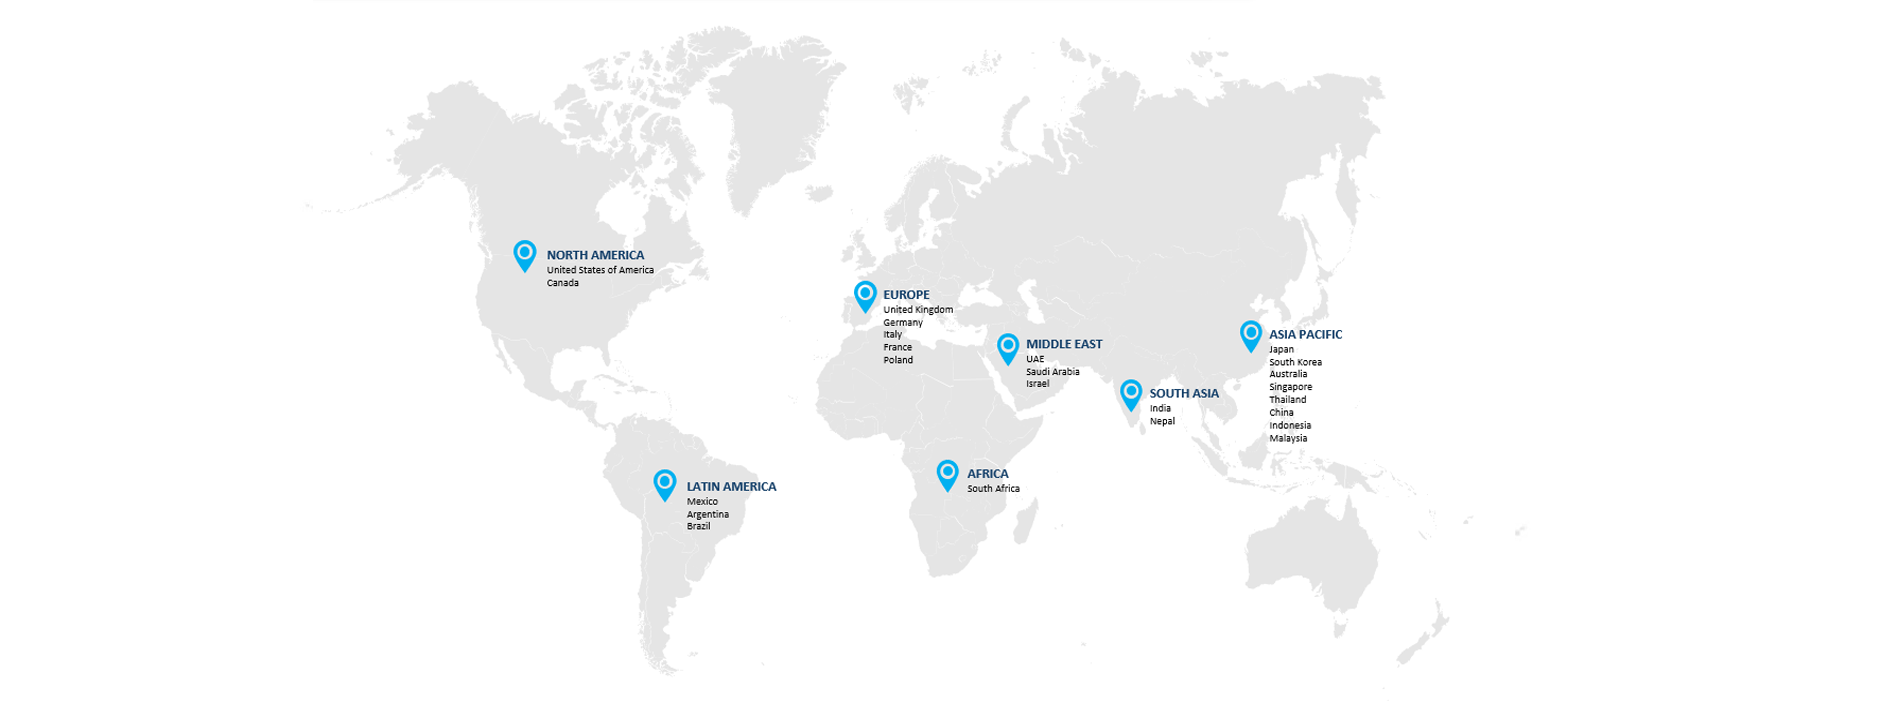 NORTH AMERICA
United States of America
Canada
EUROPE
United Kingdom
Germany
Italy
France
Poland
MIDDLE EAST
UAE
Saudi Arabia
Israel
ASIA PACIFIC
Japan
South Korea
Australia
Singapore
Thailand
China
Indonesia
Malaysia
SOUTH ASIA
India
Nepal
LATIN AMERICA
Mexico
Argentina
Brazil
AFRICA
South Africa